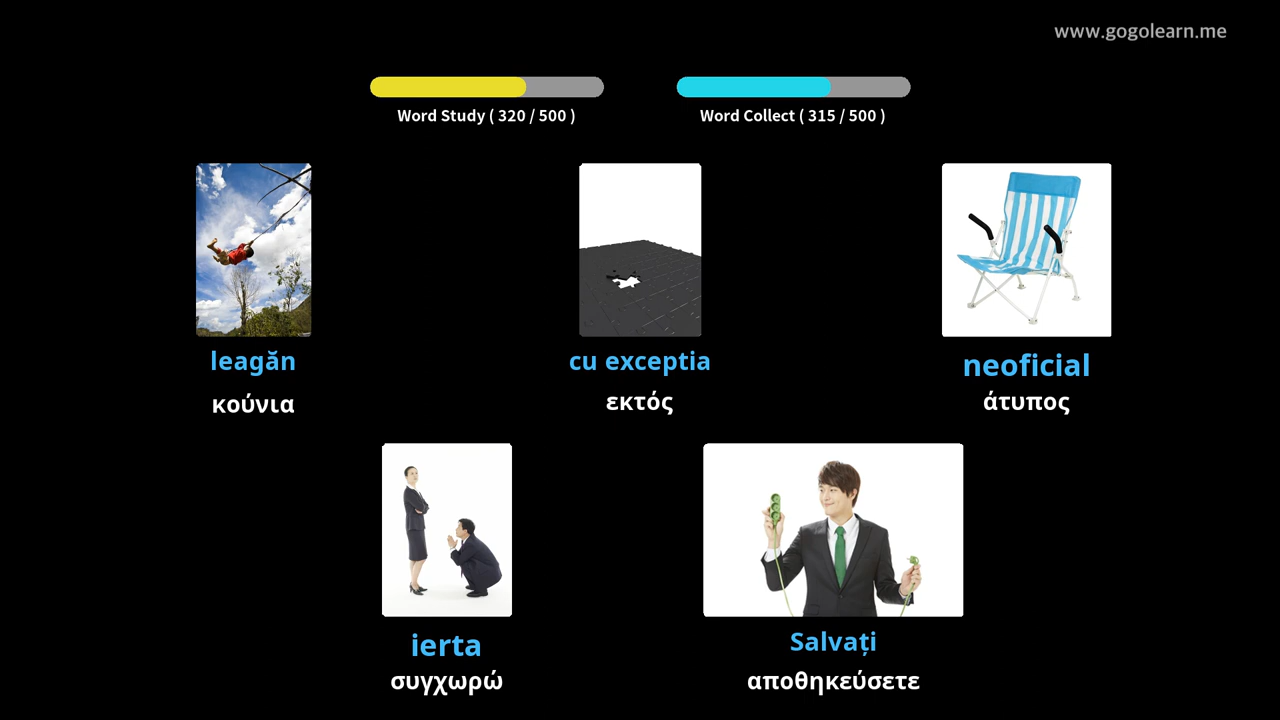 www.gogolearn.me
Word Study ( 320 / 500 )
Word Collect ( 315 / 500 )
leagăn
κούνια
cu exceptia
εκτός
neoficial
άτυπος
ierta
συγχωρώ
Salvați
αποθηκεύσετε